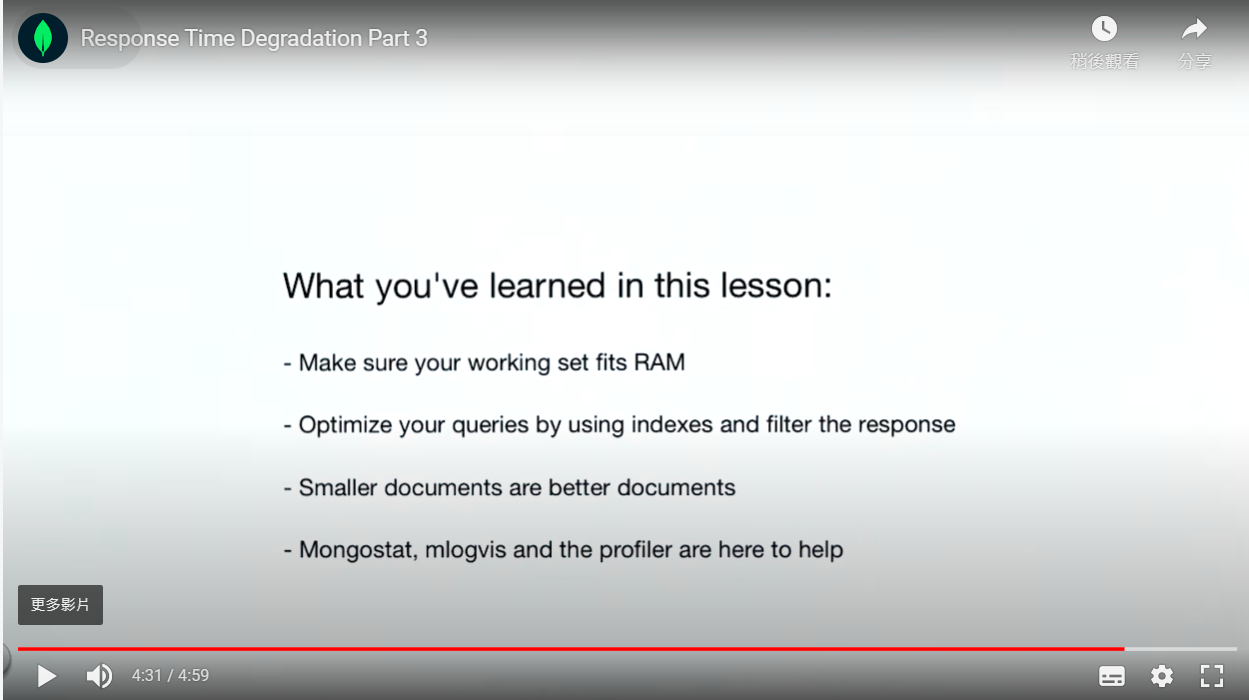 Response Time Degradation Part 3
稍後觀看
分享
What you've learned in this lesson:
- Make sure your working set fits RAM
- Optimize your queries by using indexes and filter the response
- Smaller documents are better documents
- Mongostat, mlogvis and the profiler are here to help
更多影片
4:31 / 4:59